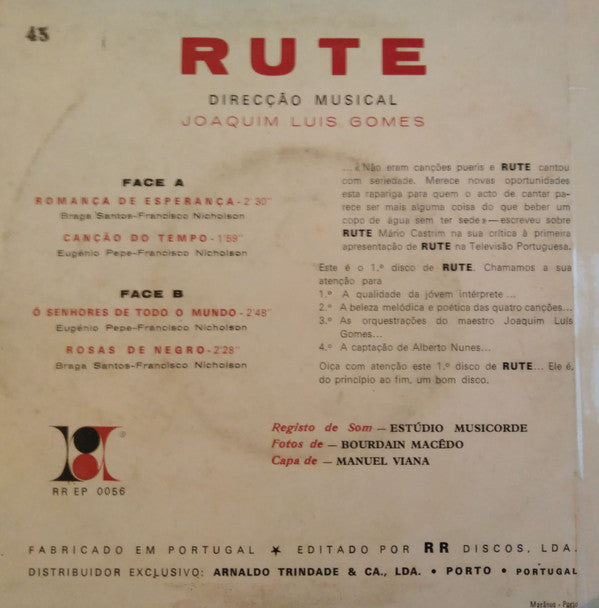 45
RUTE
DIRECÇÃO MUSICAL
JOAQUIM LUIS GOMES
FACE A
ROMANÇA DE ESPERANÇA - 2'30''
Braga Santos-Francisco Nicholson
CANÇÃO DO TEMPO - 1'59''
Eugénio Pepe-Francisco Nicholson
FACE B
Ó SENHORES DE TODO O MUNDO - 2'48''
Eugénio Pepe-Francisco Nicholson
ROSAS DE NEGRO - 2'28''
Braga Santos-Francisco Nicholson
... «Não eram canções pueris e RUTE cantou
com seriedade. Merece novas oportunidades
esta rapariga para quem o acto de cantar pa-
rece ser mais alguma coisa do que beber um
copo de água sem ter sede» — escreveu sobre
RUTE Mário Castrim na sua crítica à primeira
apresentação de RUTE na Televisão Portuguesa.
Este é o 1.º disco de RUTE. Chamamos a sua
atenção para
1.º A qualidade da jóvem intérprete ...
2.º A beleza melódica e poética das quatro canções...
3.º As orquestrações do maestro Joaquim Luís
Gomes...
4.º A captação de Alberto Nunes...
Oiça com atenção este 1.º disco de RUTE... Ele é,
do princípio ao fim, um bom disco.
Registo de Som — ESTÚDIO MUSICORDE
Fotos de — BOURDAIN MACÊDO
Capa de — MANUEL VIANA
RR EP 0056
FABRICADO EM PORTUGAL ★ EDITADO POR RR DISCOS, LDA.
DISTRIBUIDOR EXCLUSIVO: ARNALDO TRINDADE & CA., LDA. • PORTO • PORTUGAL
Marânus - Porto